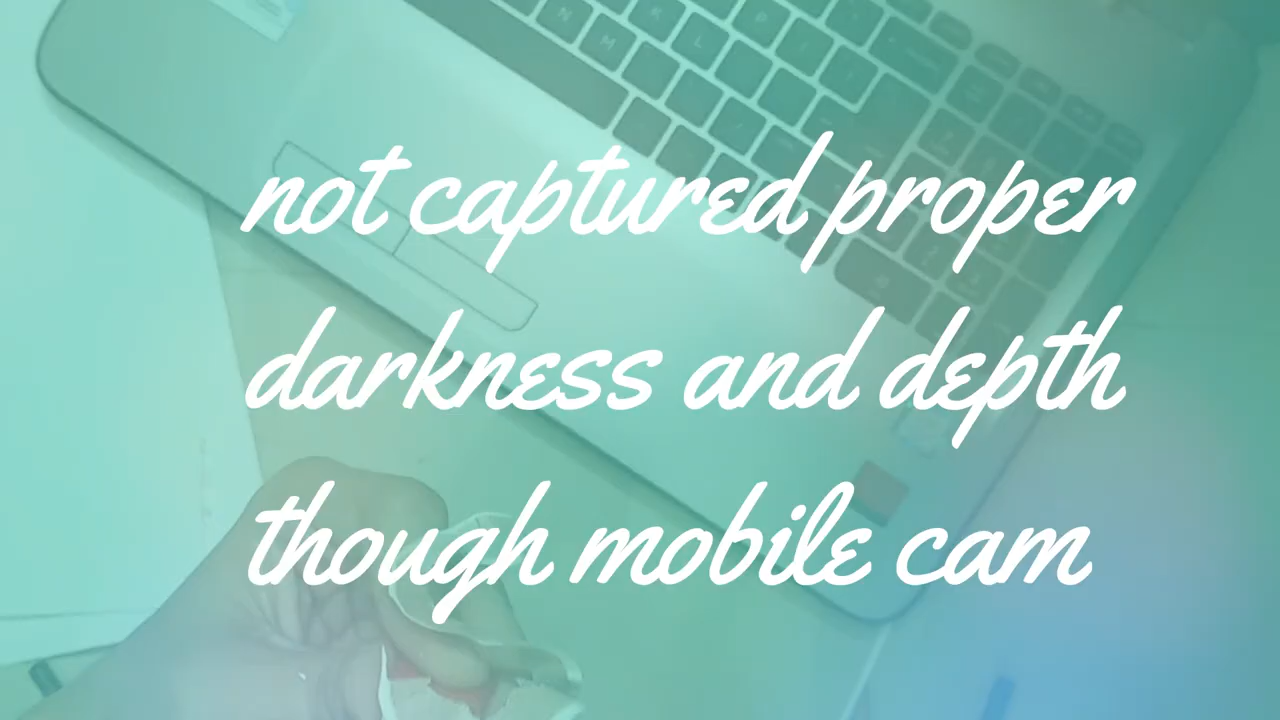 not captured proper
darkness and depth
though mobile cam